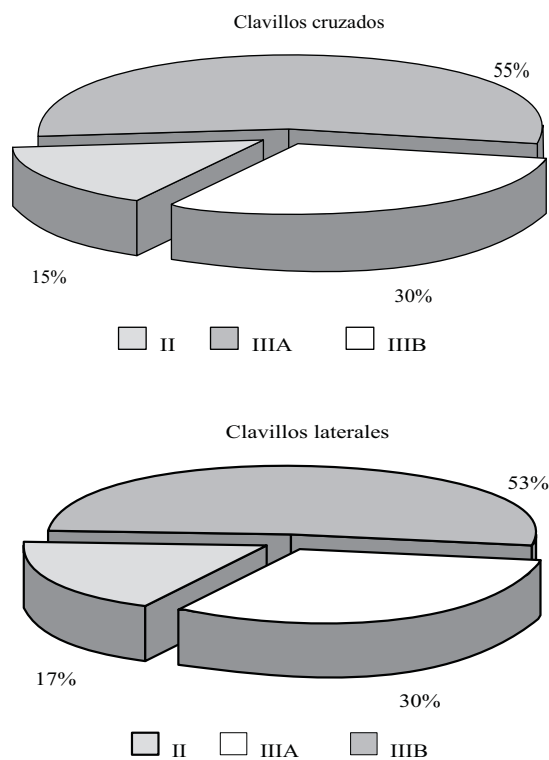 Clavillos cruzados
55%
15%
30%
II IIIA IIIB
Clavillos laterales
53%
17%
30%
II IIIA IIIB